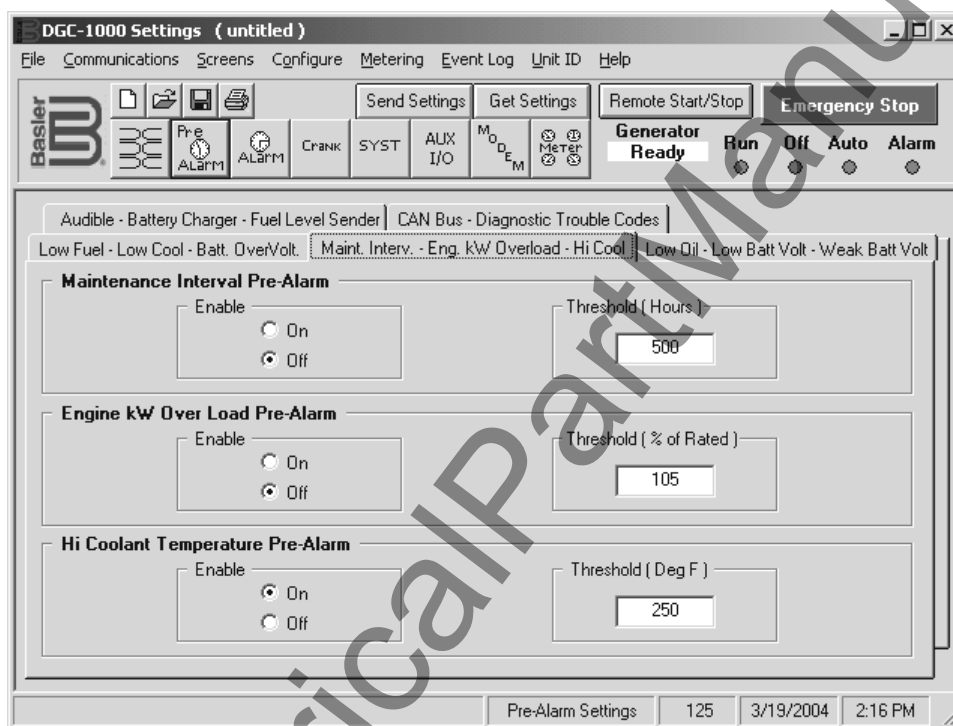 DGC-1000 Settings ( untitled )
File Communications Screens Configure Metering Event Log Unit ID Help
Basler
Send Settings Get Settings Remote Start/Stop Emergency Stop
Pre ALarm ALarm Crank SYST AUX I/O MODEM Meter
Generator Ready Run Off Auto Alarm
Audible - Battery Charger - Fuel Level Sender CAN Bus - Diagnostic Trouble Codes
Low Fuel - Low Cool - Batt. OverVolt. Maint. Interv. - Eng. kW Overload - Hi Cool Low Oil - Low Batt Volt - Weak Batt Volt
Maintenance Interval Pre-Alarm
Enable Threshold ( Hours )
On
Off
500
Engine kW Over Load Pre-Alarm
Enable Threshold ( % of Rated )
On
Off
105
Hi Coolant Temperature Pre-Alarm
Enable Threshold ( Deg F )
On
Off
250
Pre-Alarm Settings 125 3/19/2004 2:16 PM
icalPartManu